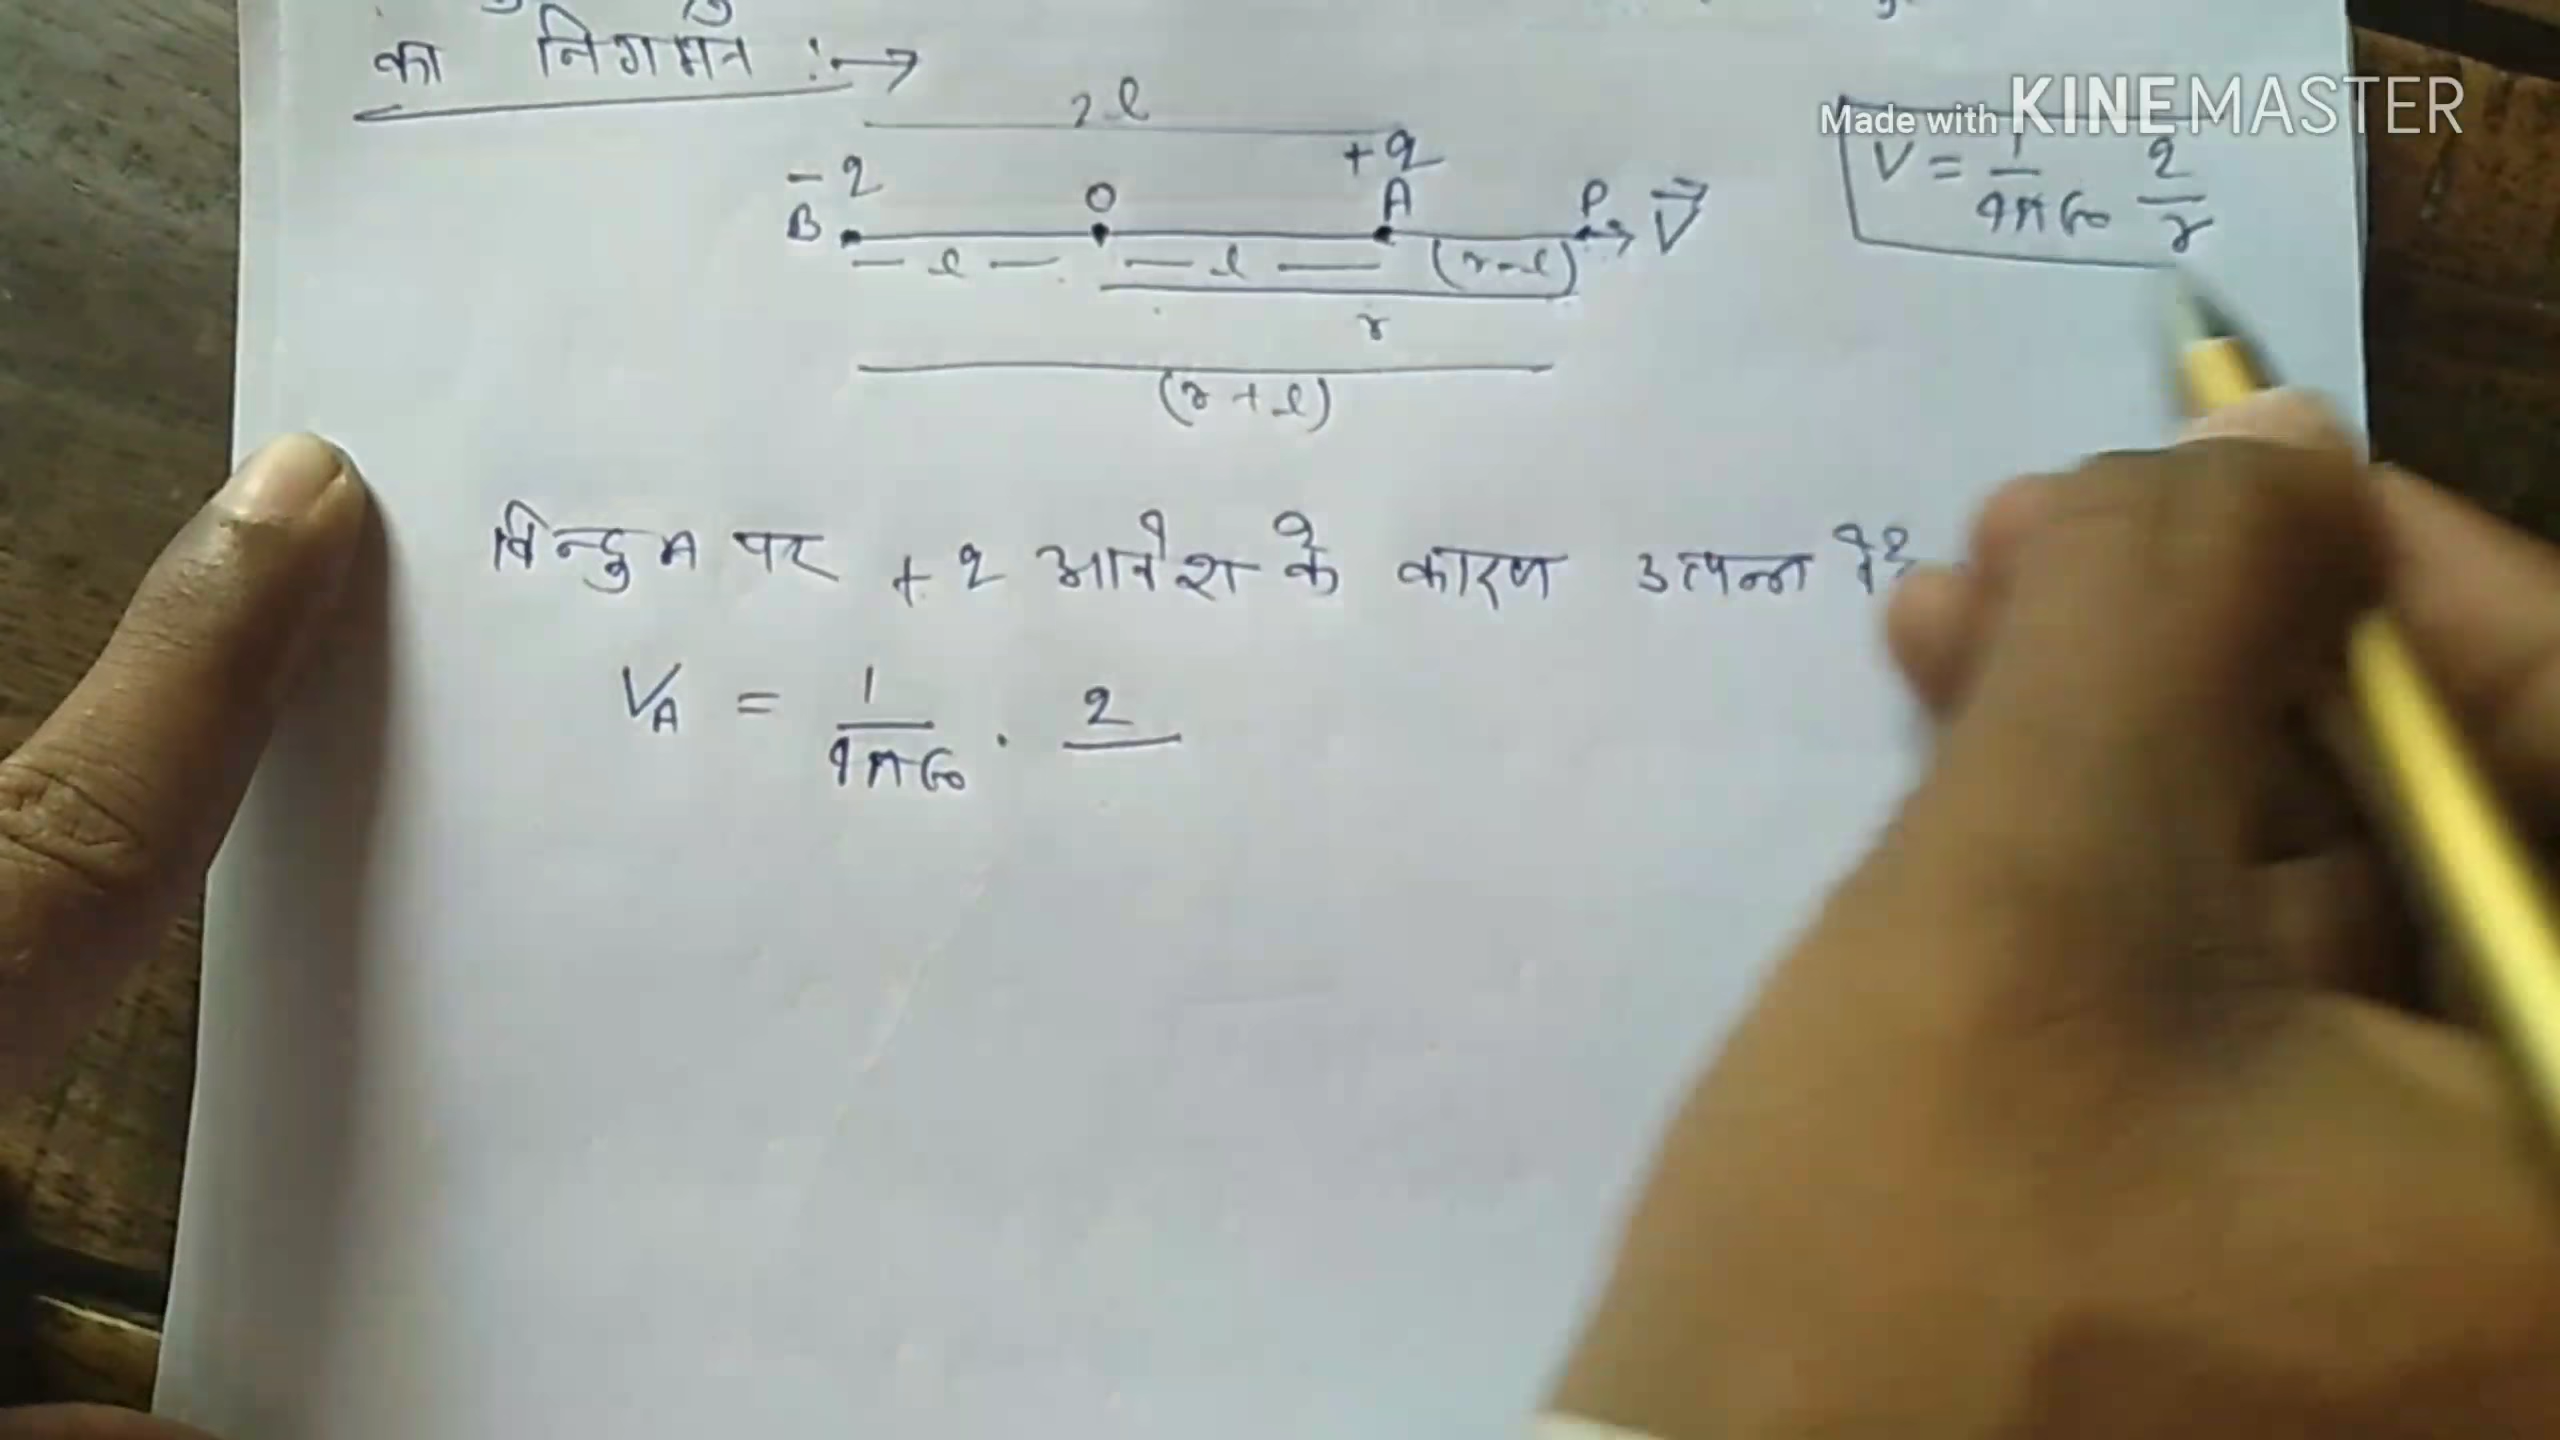 का निगमन :→
2l
Made with KINEMASTER
-q +q
B O A P V
V = 1/4πε₀ q/r
l l (r-l)
r
(r+l)
बिन्दु A पर +q आवेश के कारण उत्पन्न
V_A = 1/4πε₀ · q